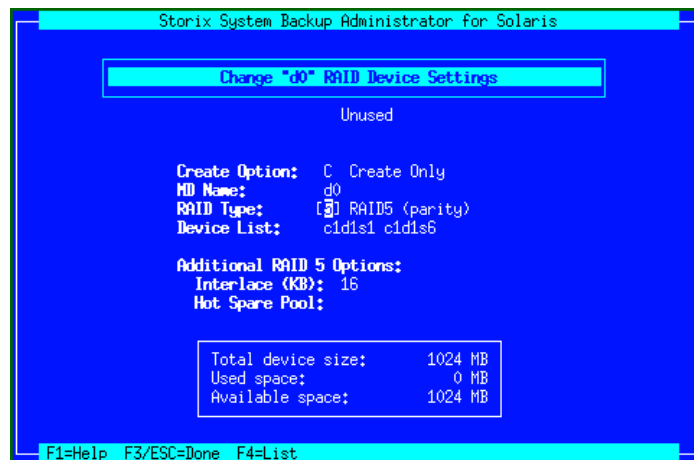 Storix System Backup Administrator for Solaris
Change "d0" RAID Device Settings
Unused
Create Option: C Create Only
MD Name: d0
RAID Type: [5] RAID5 (parity)
Device List: c1d1s1 c1d1s6
Additional RAID 5 Options:
Interlace (KB): 16
Hot Spare Pool:
Total device size: 1024 MB
Used space: 0 MB
Available space: 1024 MB
F1=Help F3/ESC=Done F4=List